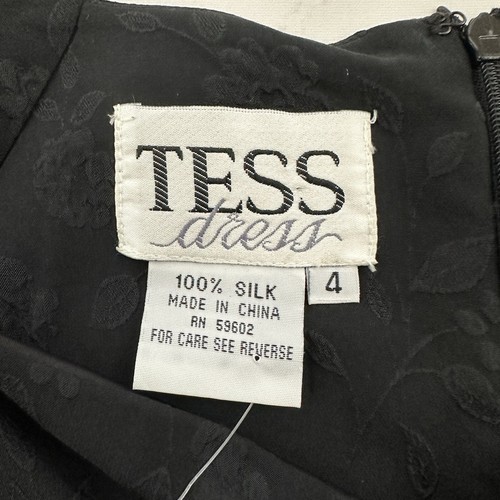 TESS
dress
4
100% SILK
MADE IN CHINA
RN 59602
FOR CARE SEE REVERSE